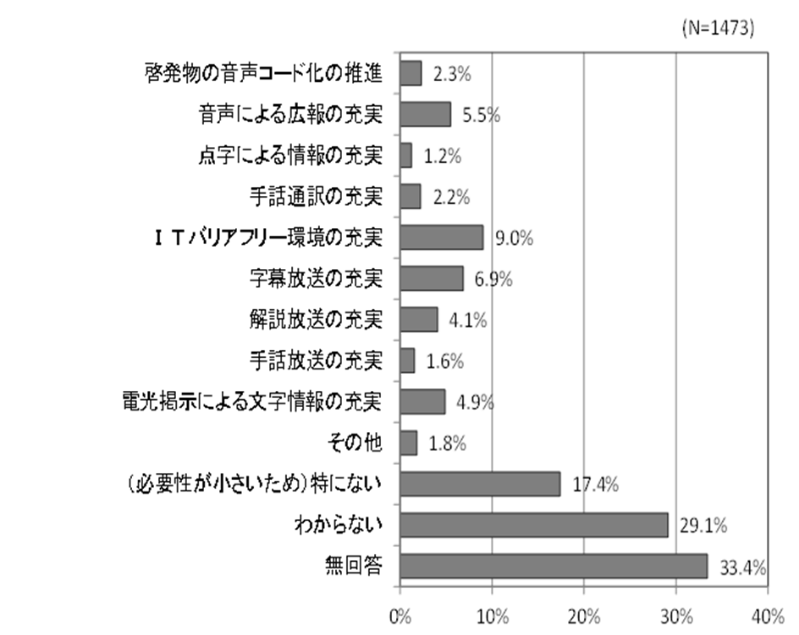 (N=1473)
啓発物の音声コード化の推進 2.3%
音声による広報の充実 5.5%
点字による情報の充実 1.2%
手話通訳の充実 2.2%
ＩＴバリアフリー環境の充実 9.0%
字幕放送の充実 6.9%
解説放送の充実 4.1%
手話放送の充実 1.6%
電光掲示による文字情報の充実 4.9%
その他 1.8%
(必要性が小さいため)特にない 17.4%
わからない 29.1%
無回答 33.4%
0% 10% 20% 30% 40%